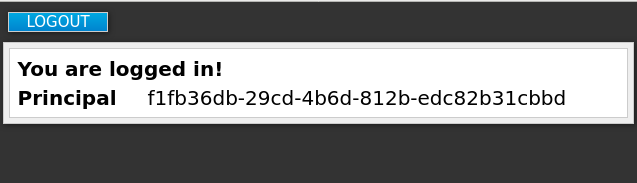 LOGOUT
You are logged in!
Principal f1fb36db-29cd-4b6d-812b-edc82b31cbbd